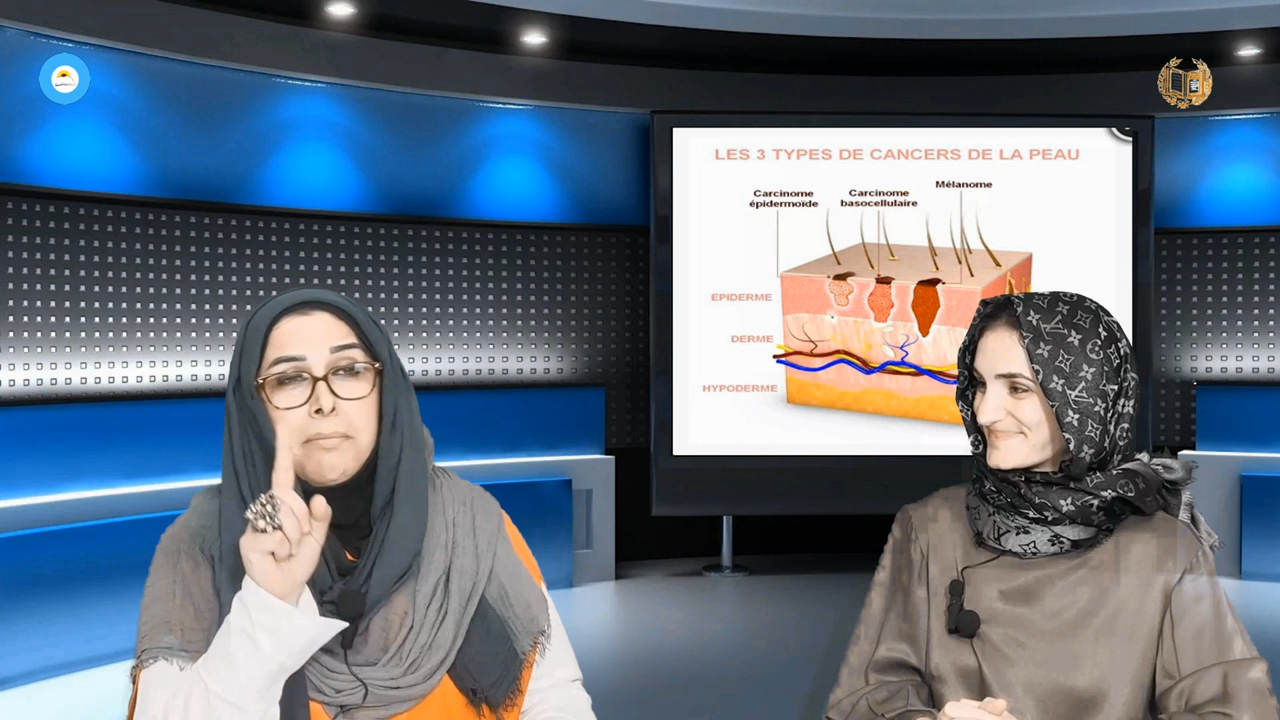 LES 3 TYPES DE CANCERS DE LA PEAU
Mélanome
Carcinome
épidermoïde
Carcinome
basocellulaire
EPIDERME
DERME
HYPODERME